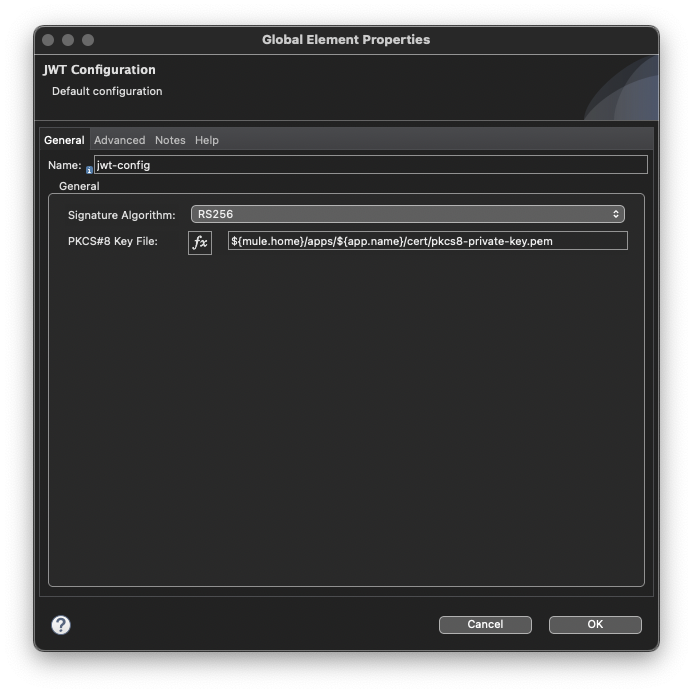 Global Element Properties
JWT Configuration
Default configuration
General Advanced Notes Help
Name: jwt-config
General
Signature Algorithm: RS256
PKCS#8 Key File: fx ${mule.home}/apps/${app.name}/cert/pkcs8-private-key.pem
? Cancel OK